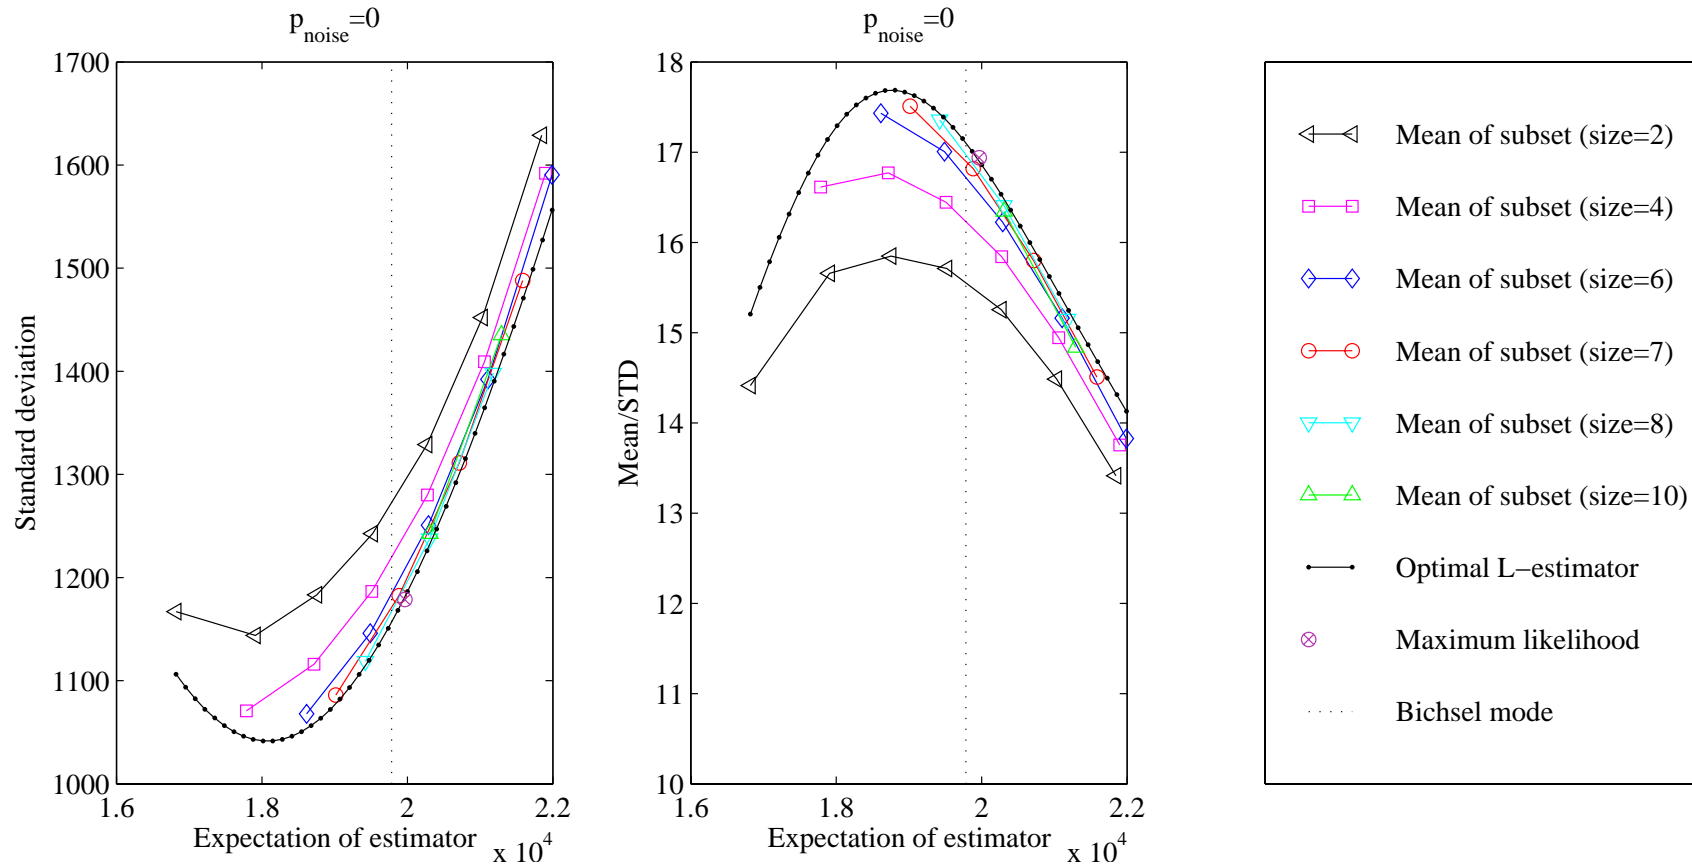 p_noise=0
1700
1600
1500
1400
1300
1200
1100
1000
Standard deviation
1.6 1.8 2 2.2
Expectation of estimator
x 10^4
p_noise=0
18
17
16
15
14
13
12
11
10
Mean/STD
1.6 1.8 2 2.2
Expectation of estimator
x 10^4
Mean of subset (size=2)
Mean of subset (size=4)
Mean of subset (size=6)
Mean of subset (size=7)
Mean of subset (size=8)
Mean of subset (size=10)
Optimal L−estimator
Maximum likelihood
Bichsel mode